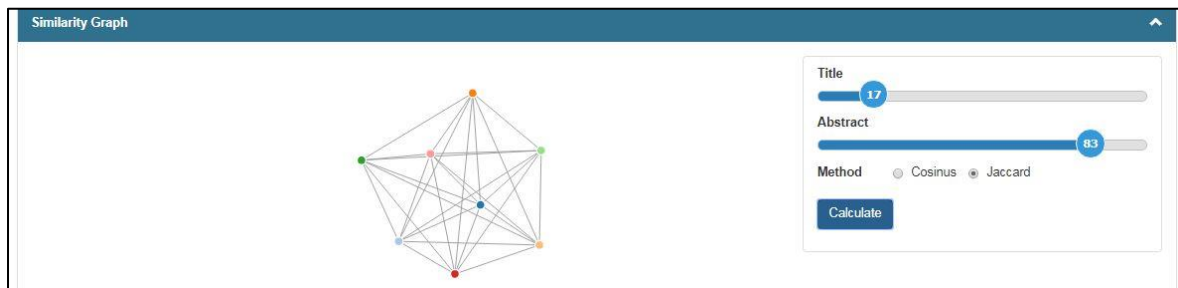 Similarity Graph
Title
17
Abstract
83
Method Cosinus Jaccard
Calculate